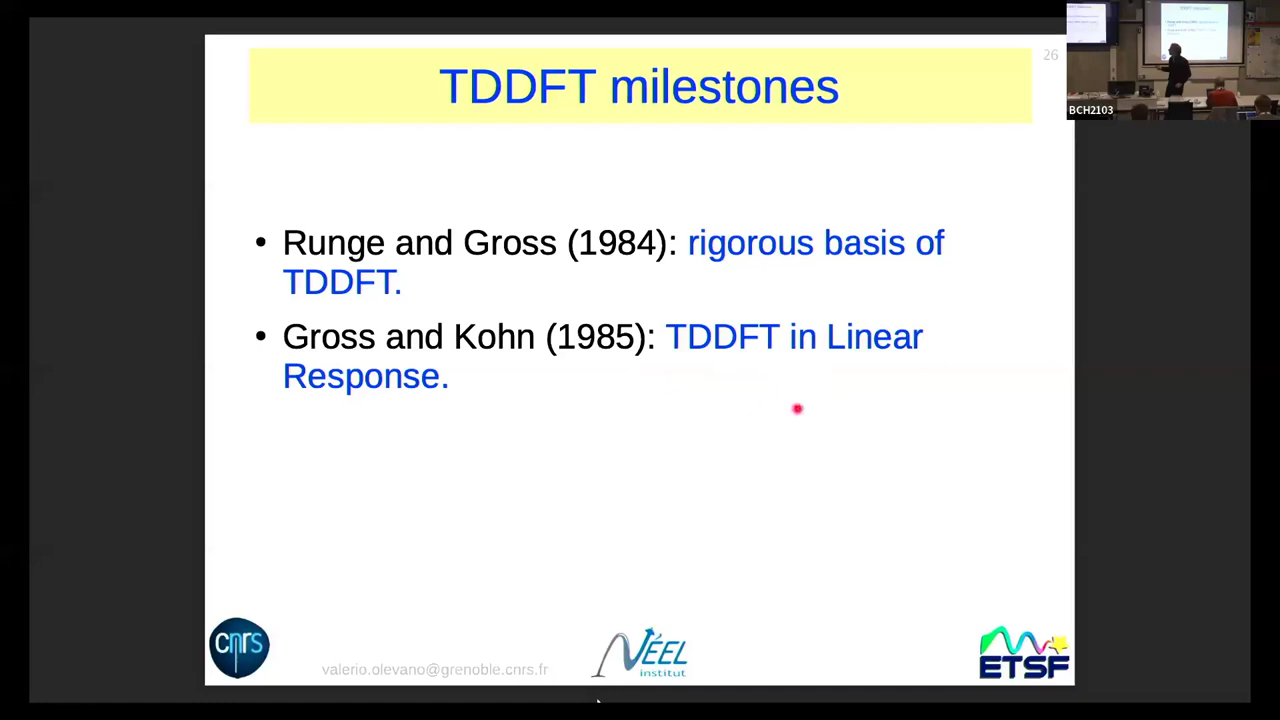 TDDFT milestones
26
BCH2103
• Runge and Gross (1984): rigorous basis of
TDDFT.
• Gross and Kohn (1985): TDDFT in Linear
Response.
cnrs
valerio.olevano@grenoble.cnrs.fr
NÉEL
institut
ETSF